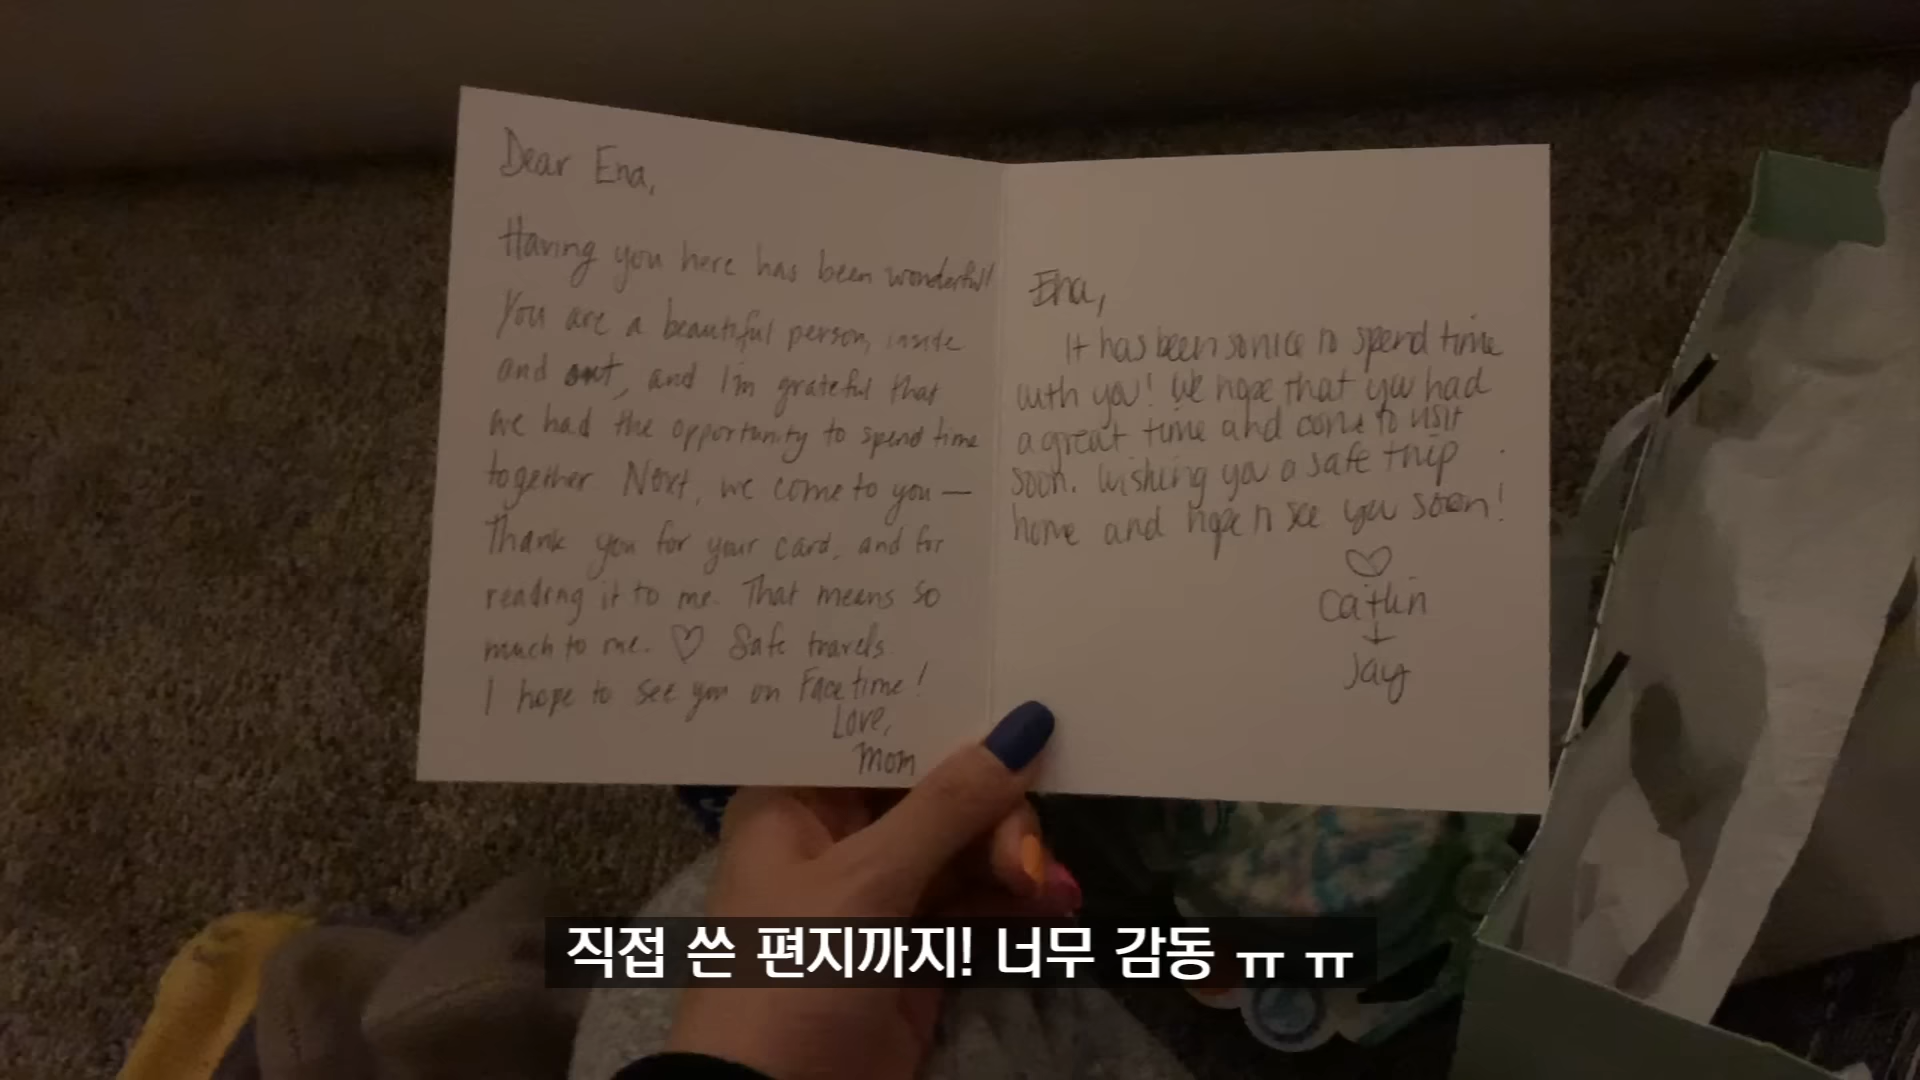 Dear Ena,
Having you here has been wonderful!
You are a beautiful person, inside
and out, and I'm grateful that
we had the opportunity to spend time
together. Next, we come to you —
Thank you for your card, and for
reading it to me. That means so
much to me. ♡ Safe travels.
I hope to see you on Facetime!
Love,
Mom
Ena,
It has been so nice to spend time
with you! We hope that you had
a great time and come to visit
soon. Wishing you a safe trip
home and hope to see you soon!
♡
Caitlin
+
Jay
직접 쓴 편지까지! 너무 감동 ㅠㅠ